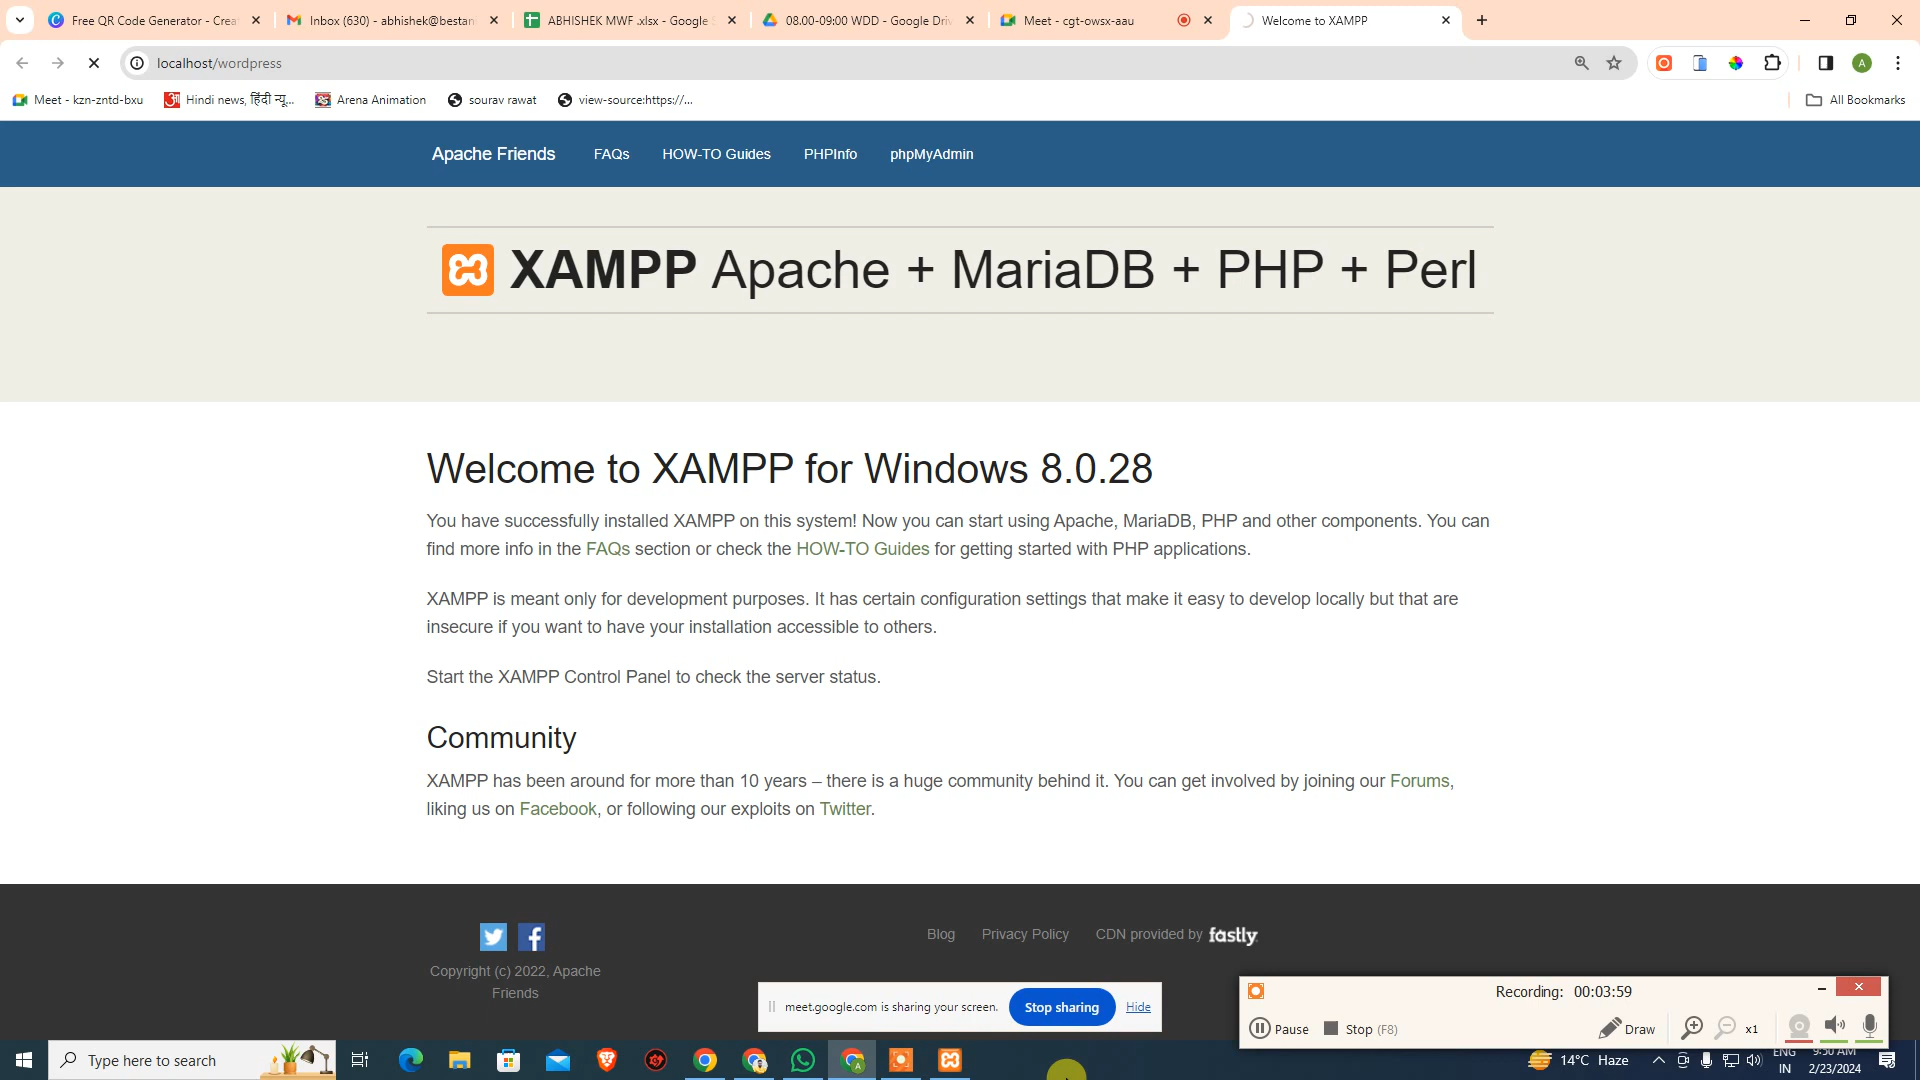 Free QR Code Generator - Crea
Inbox (630) - abhishek@bestan
ABHISHEK MWF .xlsx - Google S
08.00-09:00 WDD - Google Driv
Meet - cgt-owsx-aau
Welcome to XAMPP
localhost/wordpress
A
Meet - kzn-zntd-bxu
Hindi news, हिंदी न्यू...
Arena Animation
sourav rawat
view-source:https://...
All Bookmarks
Apache Friends
FAQs
HOW-TO Guides
PHPInfo
phpMyAdmin
XAMPP Apache + MariaDB + PHP + Perl
Welcome to XAMPP for Windows 8.0.28
You have successfully installed XAMPP on this system! Now you can start using Apache, MariaDB, PHP and other components. You can
find more info in the FAQs section or check the HOW-TO Guides for getting started with PHP applications.
XAMPP is meant only for development purposes. It has certain configuration settings that make it easy to develop locally but that are
insecure if you want to have your installation accessible to others.
Start the XAMPP Control Panel to check the server status.
Community
XAMPP has been around for more than 10 years – there is a huge community behind it. You can get involved by joining our Forums,
liking us on Facebook, or following our exploits on Twitter.
Blog
Privacy Policy
CDN provided by fastly
Copyright (c) 2022, Apache
Friends
meet.google.com is sharing your screen.
Stop sharing
Hide
Recording: 00:03:59
Pause
Stop (F8)
Draw
x1
Type here to search
14°C Haze
ENG
IN
9:50 AM
2/23/2024